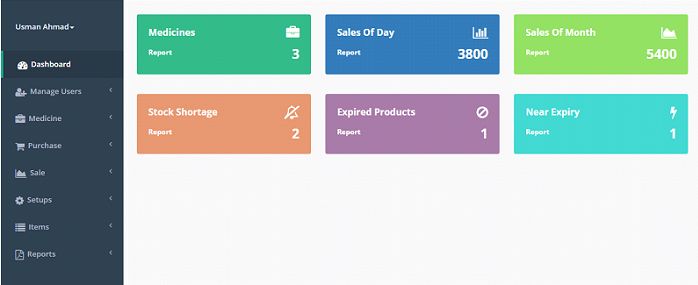 Usman Ahmad
Dashboard
Manage Users
Medicine
Purchase
Sale
Setups
Items
Reports
Medicines
Report
3
Sales Of Day
Report
3800
Sales Of Month
Report
5400
Stock Shortage
Report
2
Expired Products
Report
1
Near Expiry
Report
1